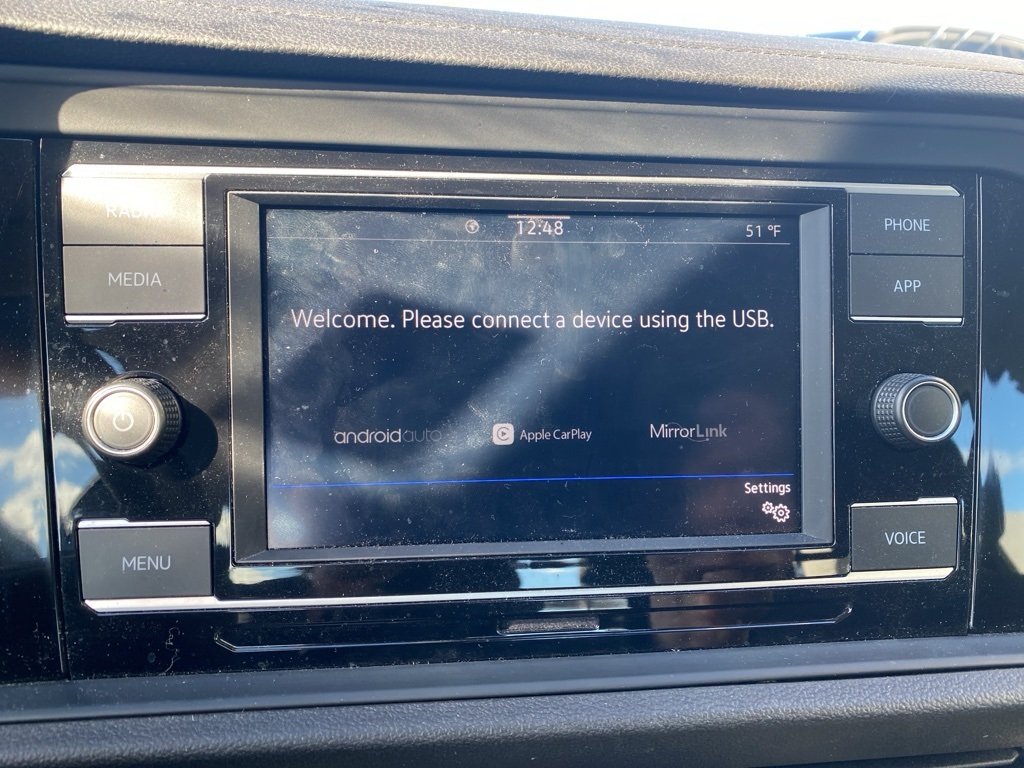 RADIO
MEDIA
MENU
12:48
51 °F
Welcome. Please connect a device using the USB.
androidauto
Apple CarPlay
MirrorLink
Settings
PHONE
APP
VOICE